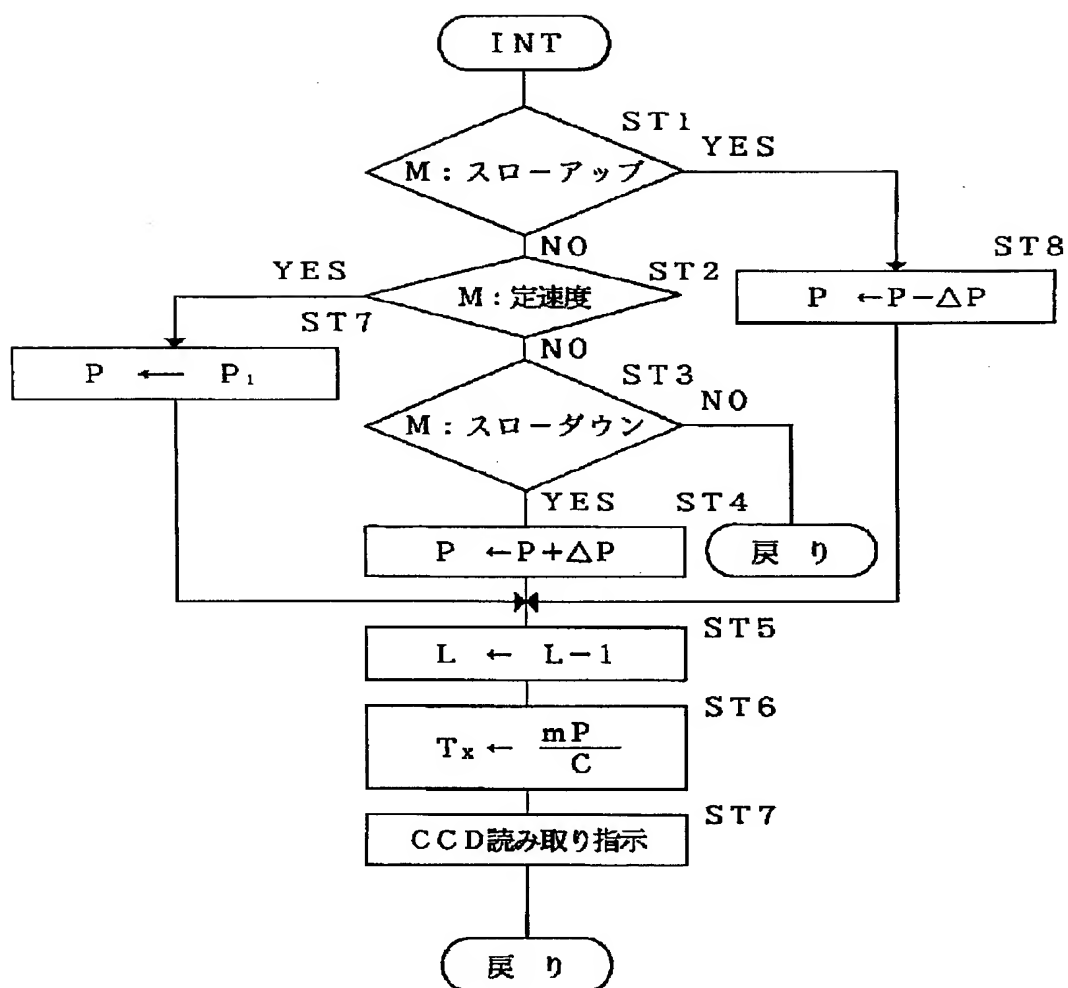 INT
ST1
M:スローアップ
YES
NO
ST8
P ←P−△P
YES
ST2
M:定速度
ST7
P ← P₁
NO
ST3
M:スローダウン
NO
YES
ST4
P ←P+△P
戻 り
ST5
L ← L−1
ST6
Tx ← mP/C
ST7
CCD読み取り指示
戻 り